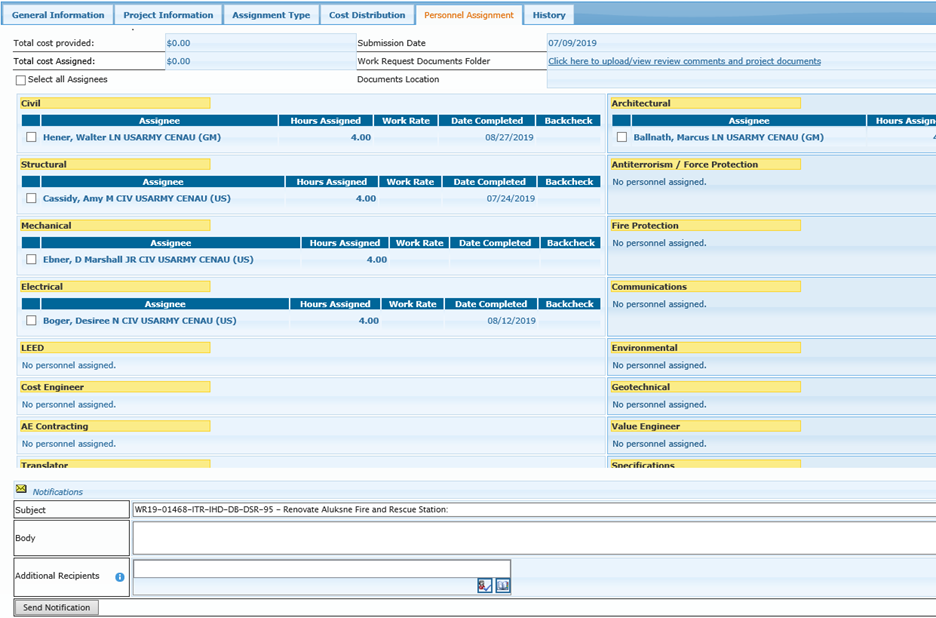 General Information Project Information Assignment Type Cost Distribution Personnel Assignment History
Total cost provided: $0.00 Submission Date 07/09/2019
Total cost Assigned: $0.00 Work Request Documents Folder Click here to upload/view review comments and project documents
Select all Assignees Documents Location
Civil Architectural
Assignee Hours Assigned Work Rate Date Completed Backcheck Assignee Hours Assign
Hener, Walter LN USARMY CENAU (GM) 4.00 08/27/2019 Ballnath, Marcus LN USARMY CENAU (GM)
Structural Antiterrorism / Force Protection
Assignee Hours Assigned Work Rate Date Completed Backcheck No personnel assigned.
Cassidy, Amy M CIV USARMY CENAU (US) 4.00 07/24/2019
Mechanical Fire Protection
Assignee Hours Assigned Work Rate Date Completed Backcheck No personnel assigned.
Ebner, D Marshall JR CIV USARMY CENAU (US) 4.00
Electrical Communications
Assignee Hours Assigned Work Rate Date Completed Backcheck No personnel assigned.
Boger, Desiree N CIV USARMY CENAU (US) 4.00 08/12/2019
LEED Environmental
No personnel assigned. No personnel assigned.
Cost Engineer Geotechnical
No personnel assigned. No personnel assigned.
AE Contracting Value Engineer
No personnel assigned. No personnel assigned.
Translator Specifications
Notifications
Subject WR19-01468-ITR-IHD-DB-DSR-95 - Renovate Aluksne Fire and Rescue Station:
Body
Additional Recipients
Send Notification